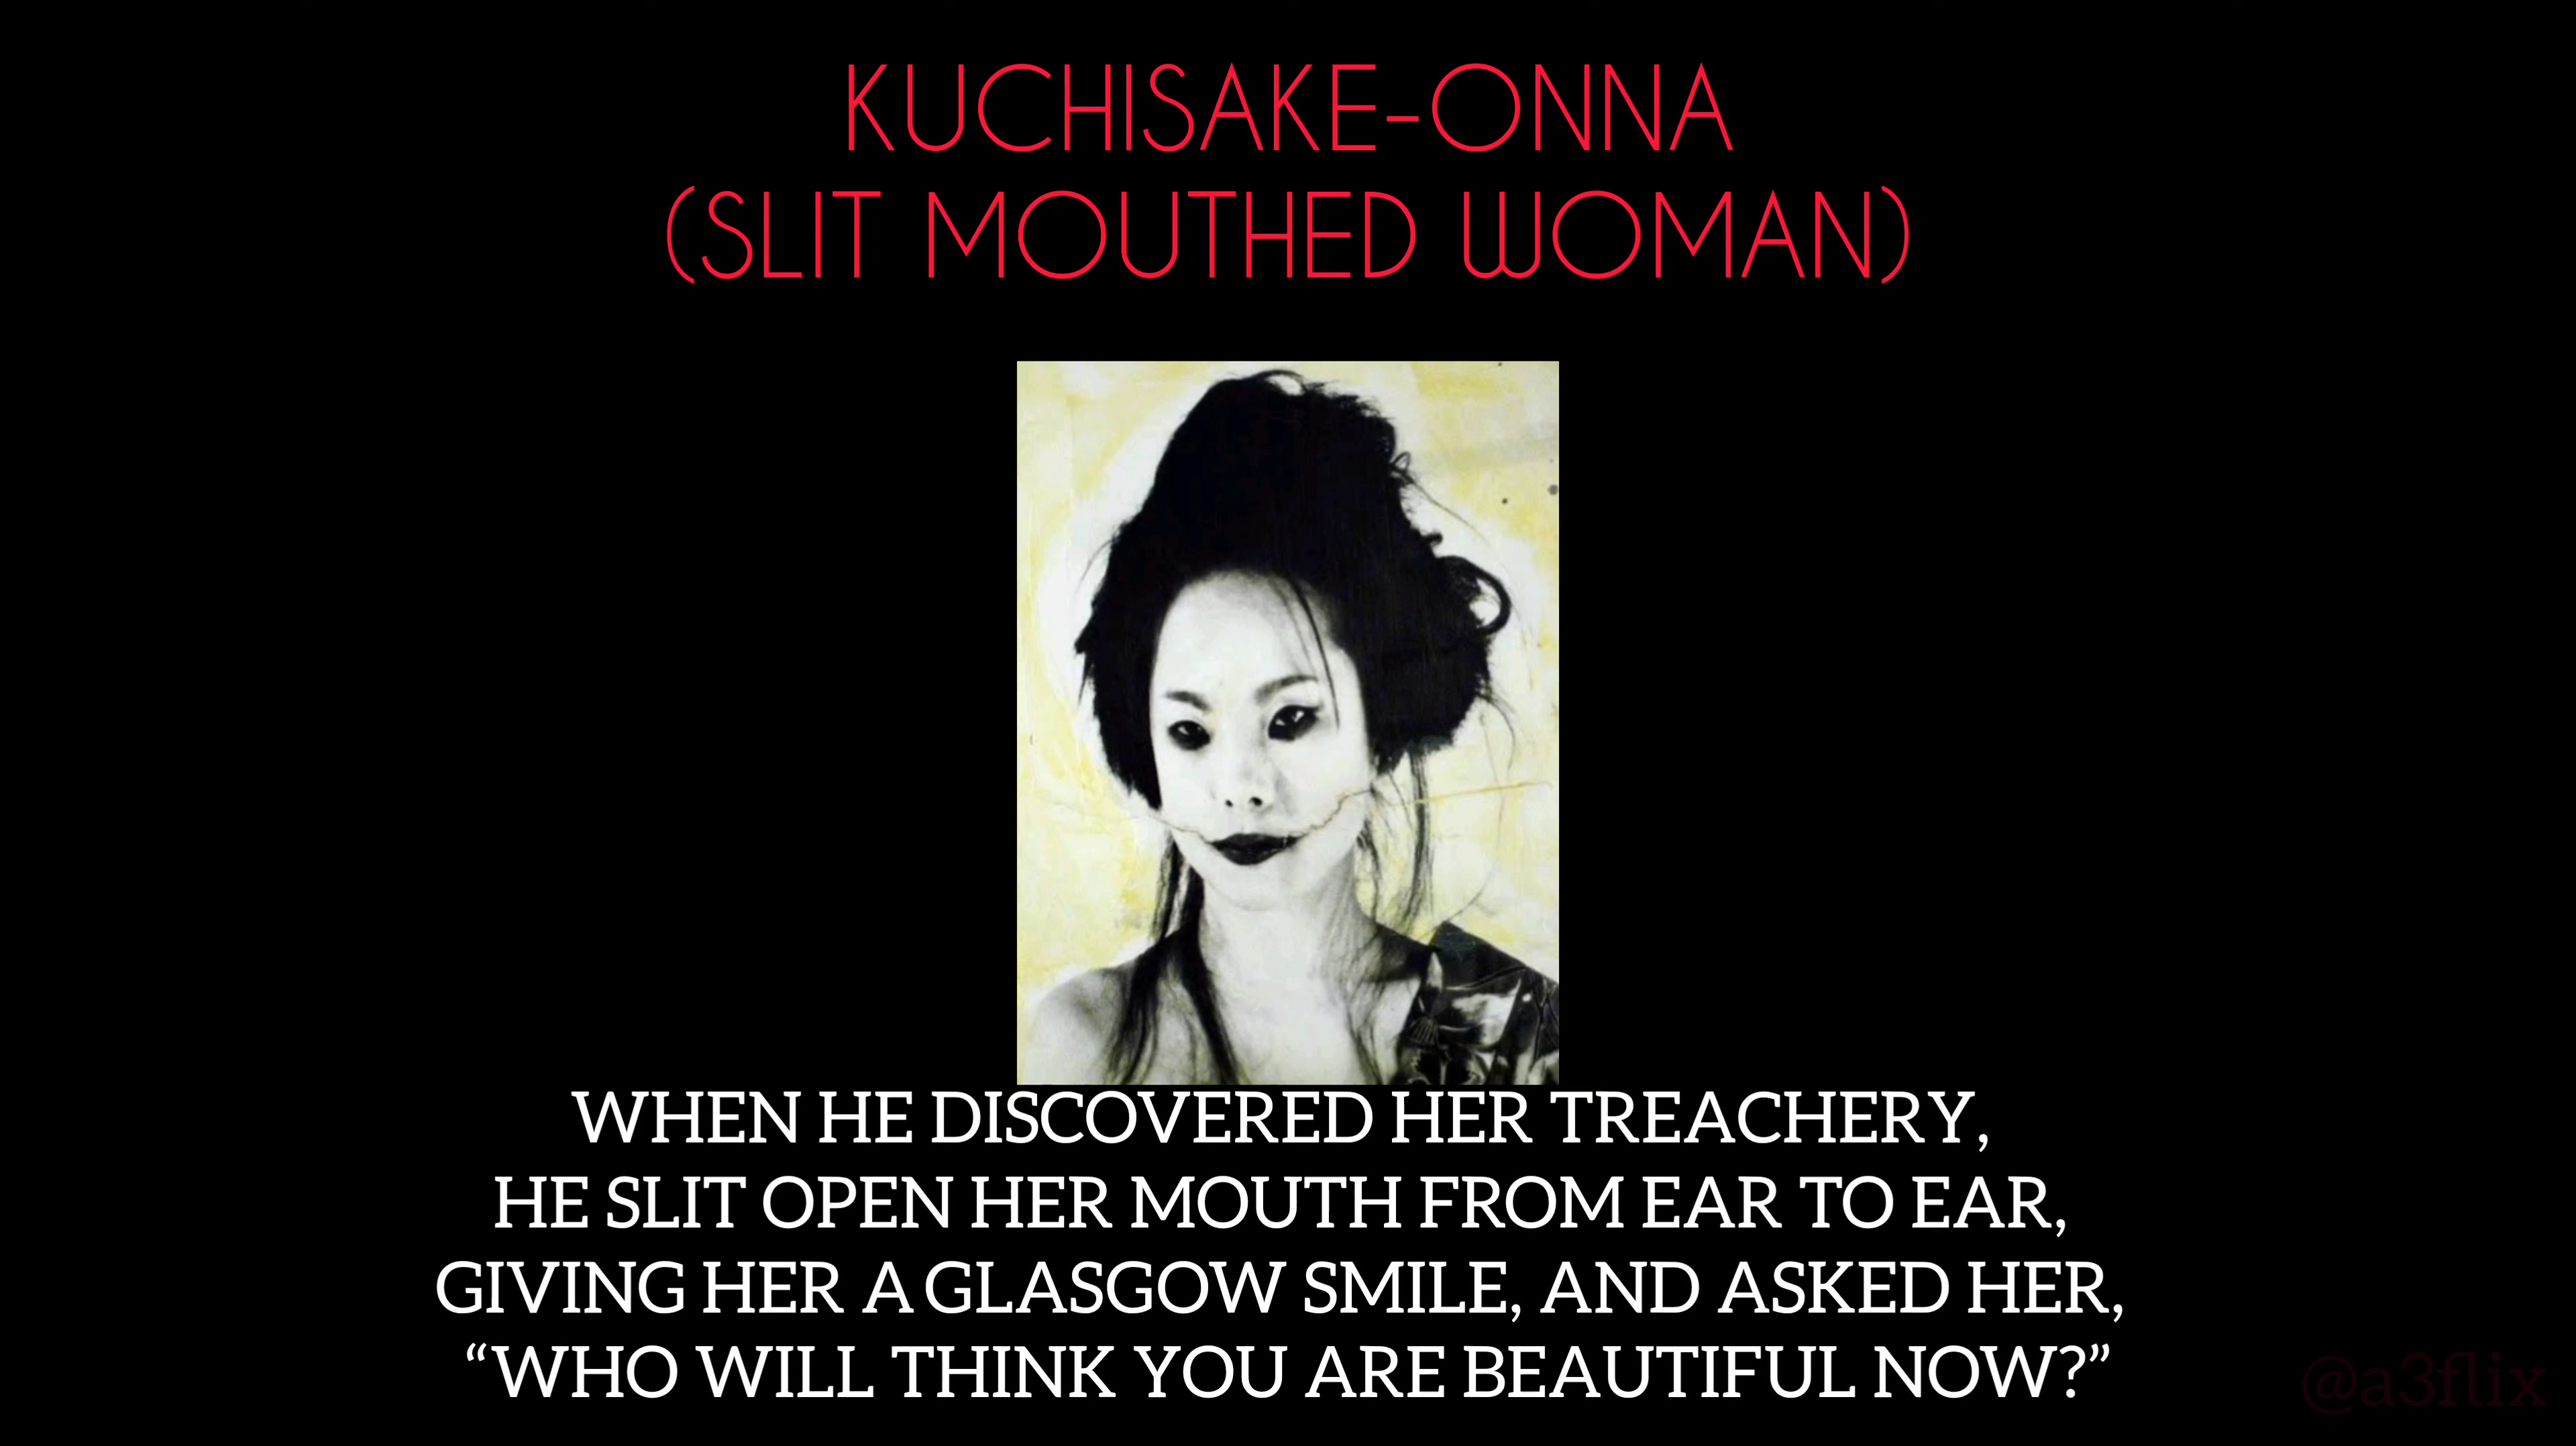 KUCHISAKE-ONNA
(SLIT MOUTHED WOMAN)
WHEN HE DISCOVERED HER TREACHERY,
HE SLIT OPEN HER MOUTH FROM EAR TO EAR,
GIVING HER A GLASGOW SMILE, AND ASKED HER,
“WHO WILL THINK YOU ARE BEAUTIFUL NOW?”
@a3flix